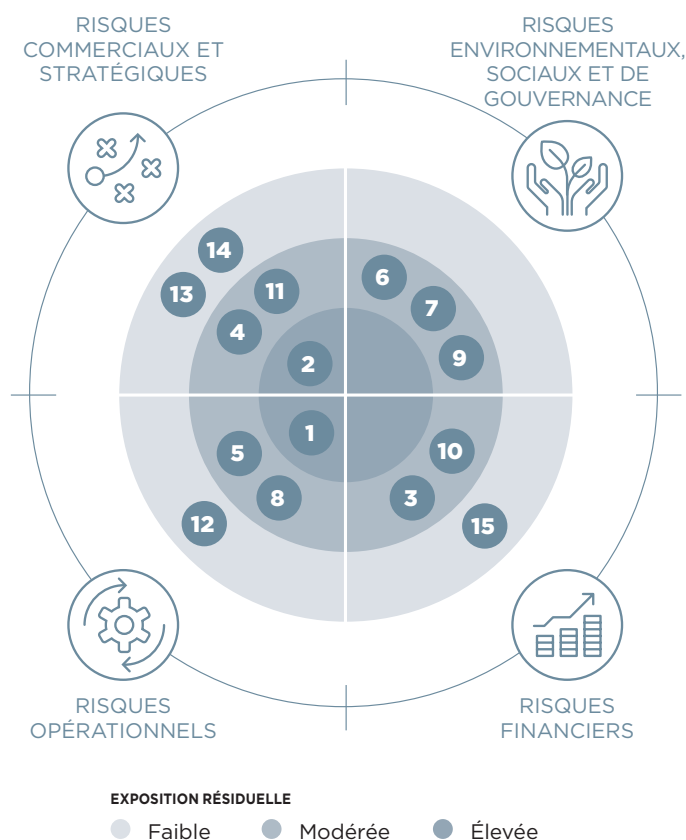 RISQUES
COMMERCIAUX ET
STRATÉGIQUES
RISQUES
ENVIRONNEMENTAUX,
SOCIAUX ET DE
GOUVERNANCE
14
13
11
4
2
6
7
9
1
5
8
12
10
3
15
RISQUES
OPÉRATIONNELS
RISQUES
FINANCIERS
EXPOSITION RÉSIDUELLE
Faible
Modérée
Élevée